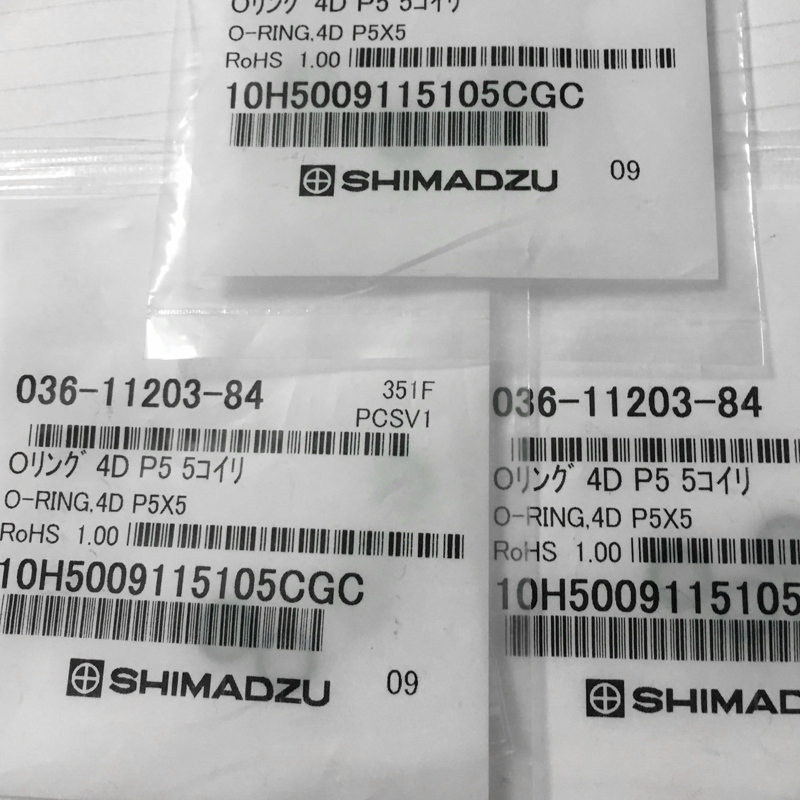 Oリング 4D P5 5コイリ
O-RING,4D P5X5
RoHS 1.00
10H5009115105CGC
SHIMADZU 09
036-11203-84 351F
PCSV1
Oリング 4D P5 5コイリ
O-RING,4D P5X5
RoHS 1.00
10H5009115105CGC
SHIMADZU 09
036-11203-84
Oリング 4D P5 5コイリ
O-RING,4D P5X5
RoHS 1.00
10H5009115105
SHIMAD